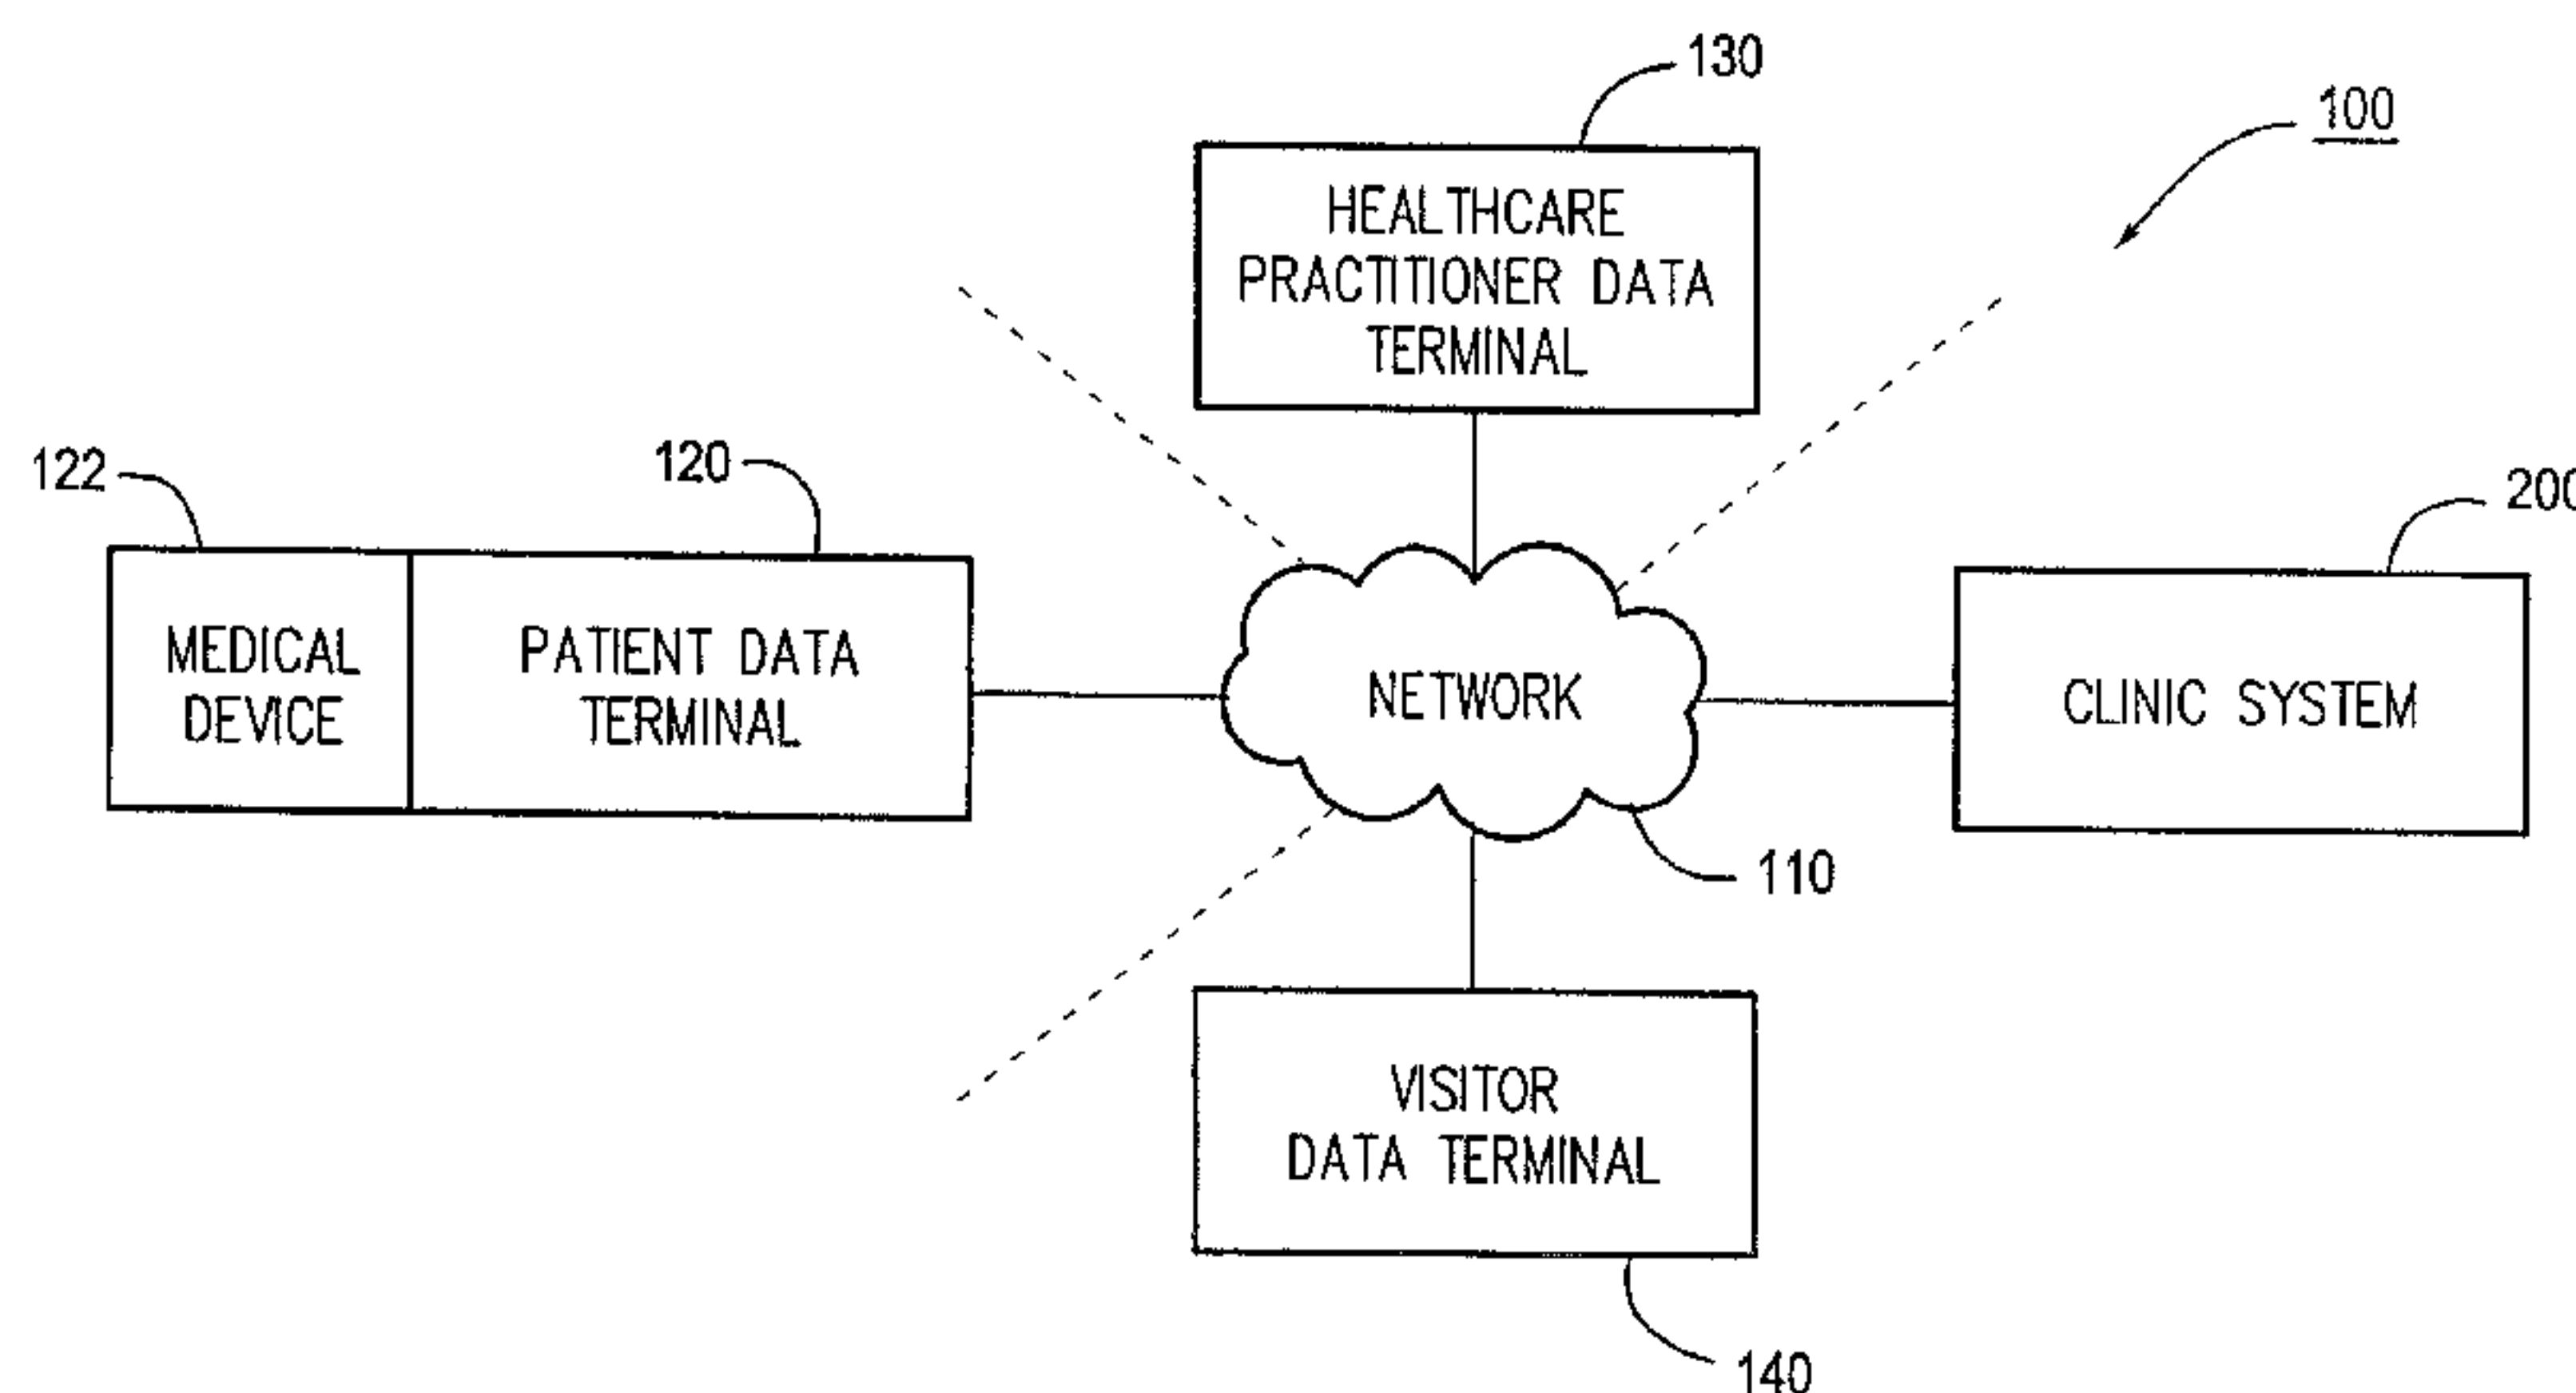 130
100
HEALTHCARE
PRACTITIONER DATA
TERMINAL
122
120
200
MEDICAL
DEVICE
PATIENT DATA
TERMINAL
NETWORK
CLINIC SYSTEM
110
VISITOR
DATA TERMINAL
140